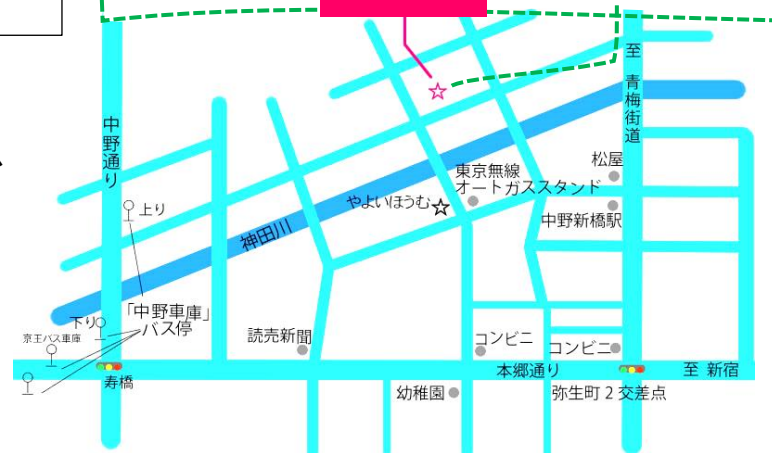 至
青梅街道
中野通り
松屋
東京無線
オートガススタンド
やよいほうむ
上り
中野新橋駅
神田川
「中野車庫」
バス停
下り
京王バス車庫
読売新聞
コンビニ
コンビニ
本郷通り
至 新宿
寿橋
幼稚園
弥生町2交差点